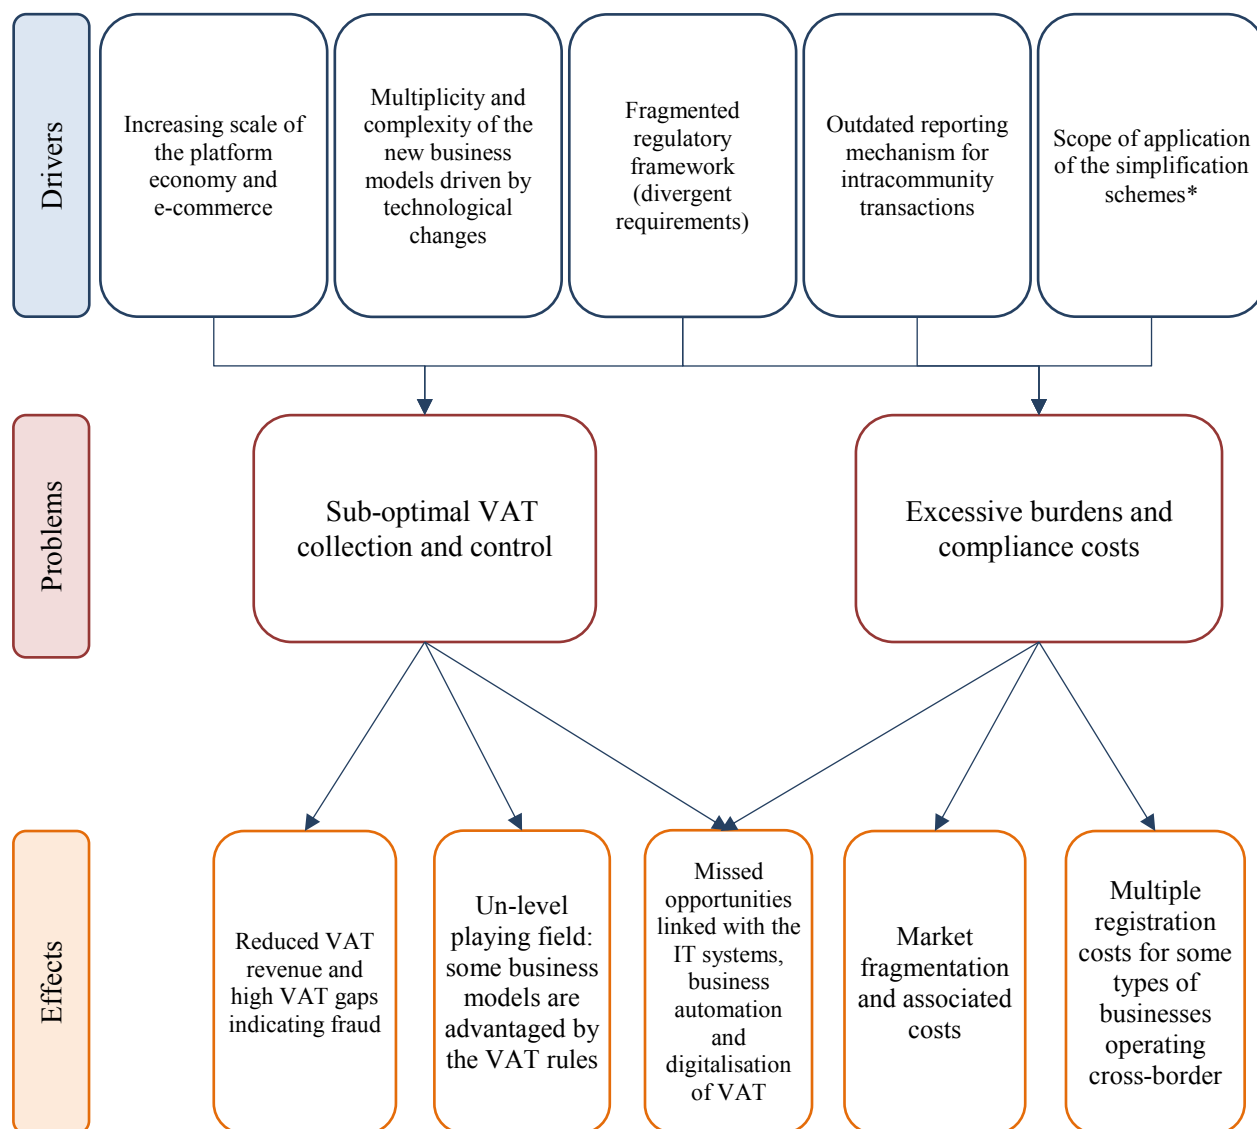 Drivers
Increasing scale of
the platform
economy and
e-commerce
Multiplicity and
complexity of the
new business
models driven by
technological
changes
Fragmented
regulatory
framework
(divergent
requirements)
Outdated reporting
mechanism for
intracommunity
transactions
Scope of application
of the simplification
schemes*
Problems
Sub-optimal VAT
collection and control
Excessive burdens and
compliance costs
Effects
Reduced VAT
revenue and
high VAT gaps
indicating fraud
Un-level
playing field:
some business
models are
advantaged by
the VAT rules
Missed
opportunities
linked with the
IT systems,
business
automation
and
digitalisation
of VAT
Market
fragmentation
and associated
costs
Multiple
registration
costs for some
types of
businesses
operating
cross-border